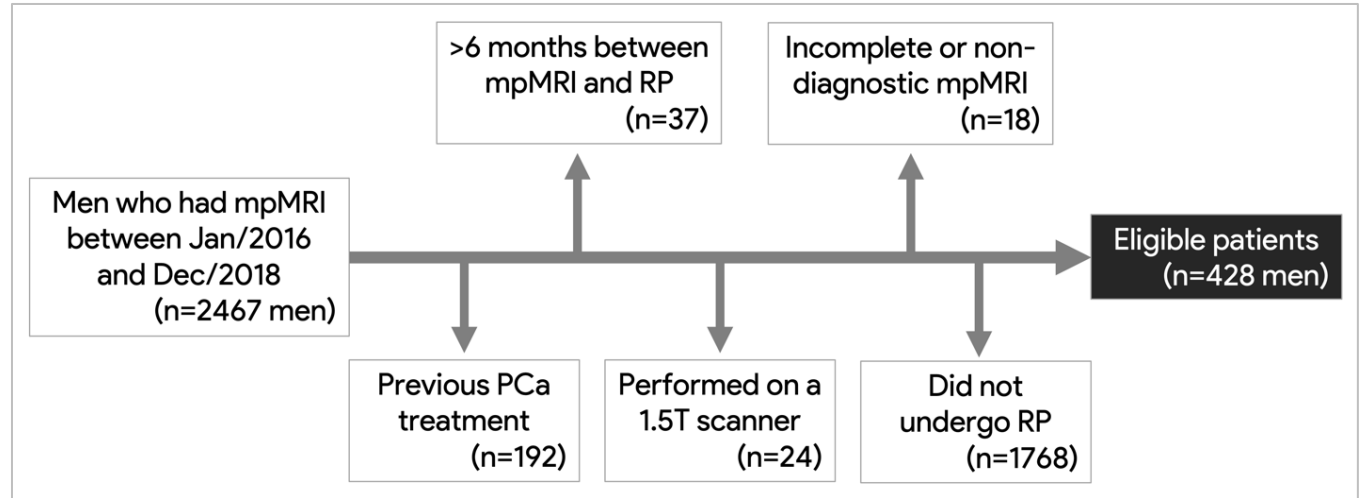 >6 months between
mpMRI and RP
(n=37)
Incomplete or non-
diagnostic mpMRI
(n=18)
Men who had mpMRI
between Jan/2016
and Dec/2018
(n=2467 men)
Eligible patients
(n=428 men)
Previous PCa
treatment
(n=192)
Performed on a
1.5T scanner
(n=24)
Did not
undergo RP
(n=1768)